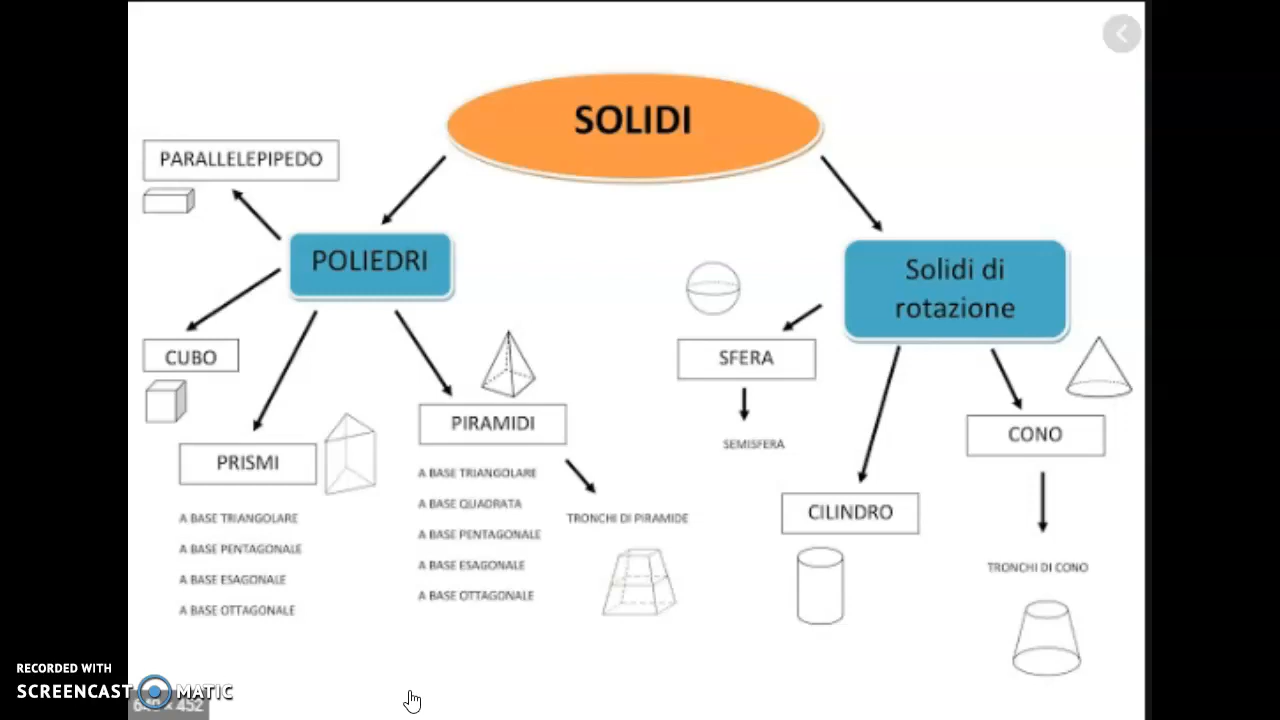 SOLIDI
PARALLELEPIPEDO
POLIEDRI
Solidi di
rotazione
CUBO
SFERA
PIRAMIDI
CONO
SEMISFERA
PRISMI
A BASE TRIANGOLARE
A BASE PENTAGONALE
A BASE ESAGONALE
A BASE OTTAGONALE
A BASE TRIANGOLARE
A BASE QUADRATA
A BASE PENTAGONALE
A BASE ESAGONALE
A BASE OTTAGONALE
TRONCHI DI PIRAMIDE
CILINDRO
TRONCHI DI CONO
RECORDED WITH
SCREENCAST MATIC
× 452